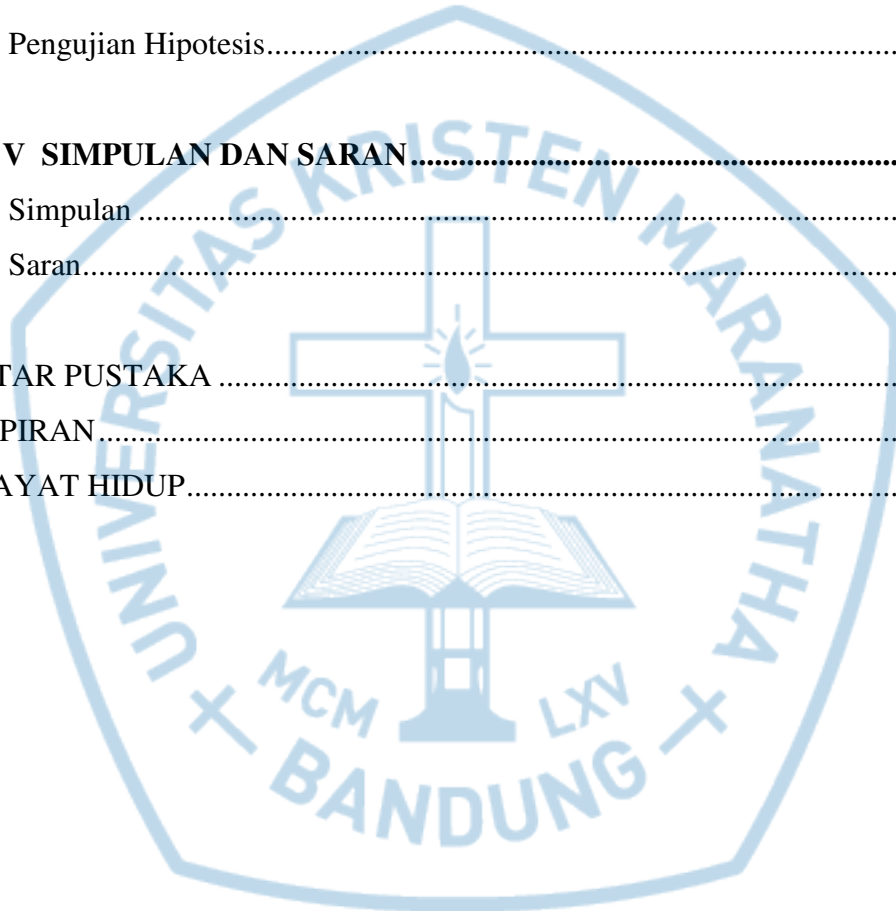 Pengujian Hipotesis................................................................................
V SIMPULAN DAN SARAN.............................................................
Simpulan ................................................................................................
Saran.......................................................................................................
TAR PUSTAKA .....................................................................................
PIRAN....................................................................................................
AYAT HIDUP.........................................................................................
UNIVERSITAS KRISTEN MARANATHA
MCM LXV
BANDUNG